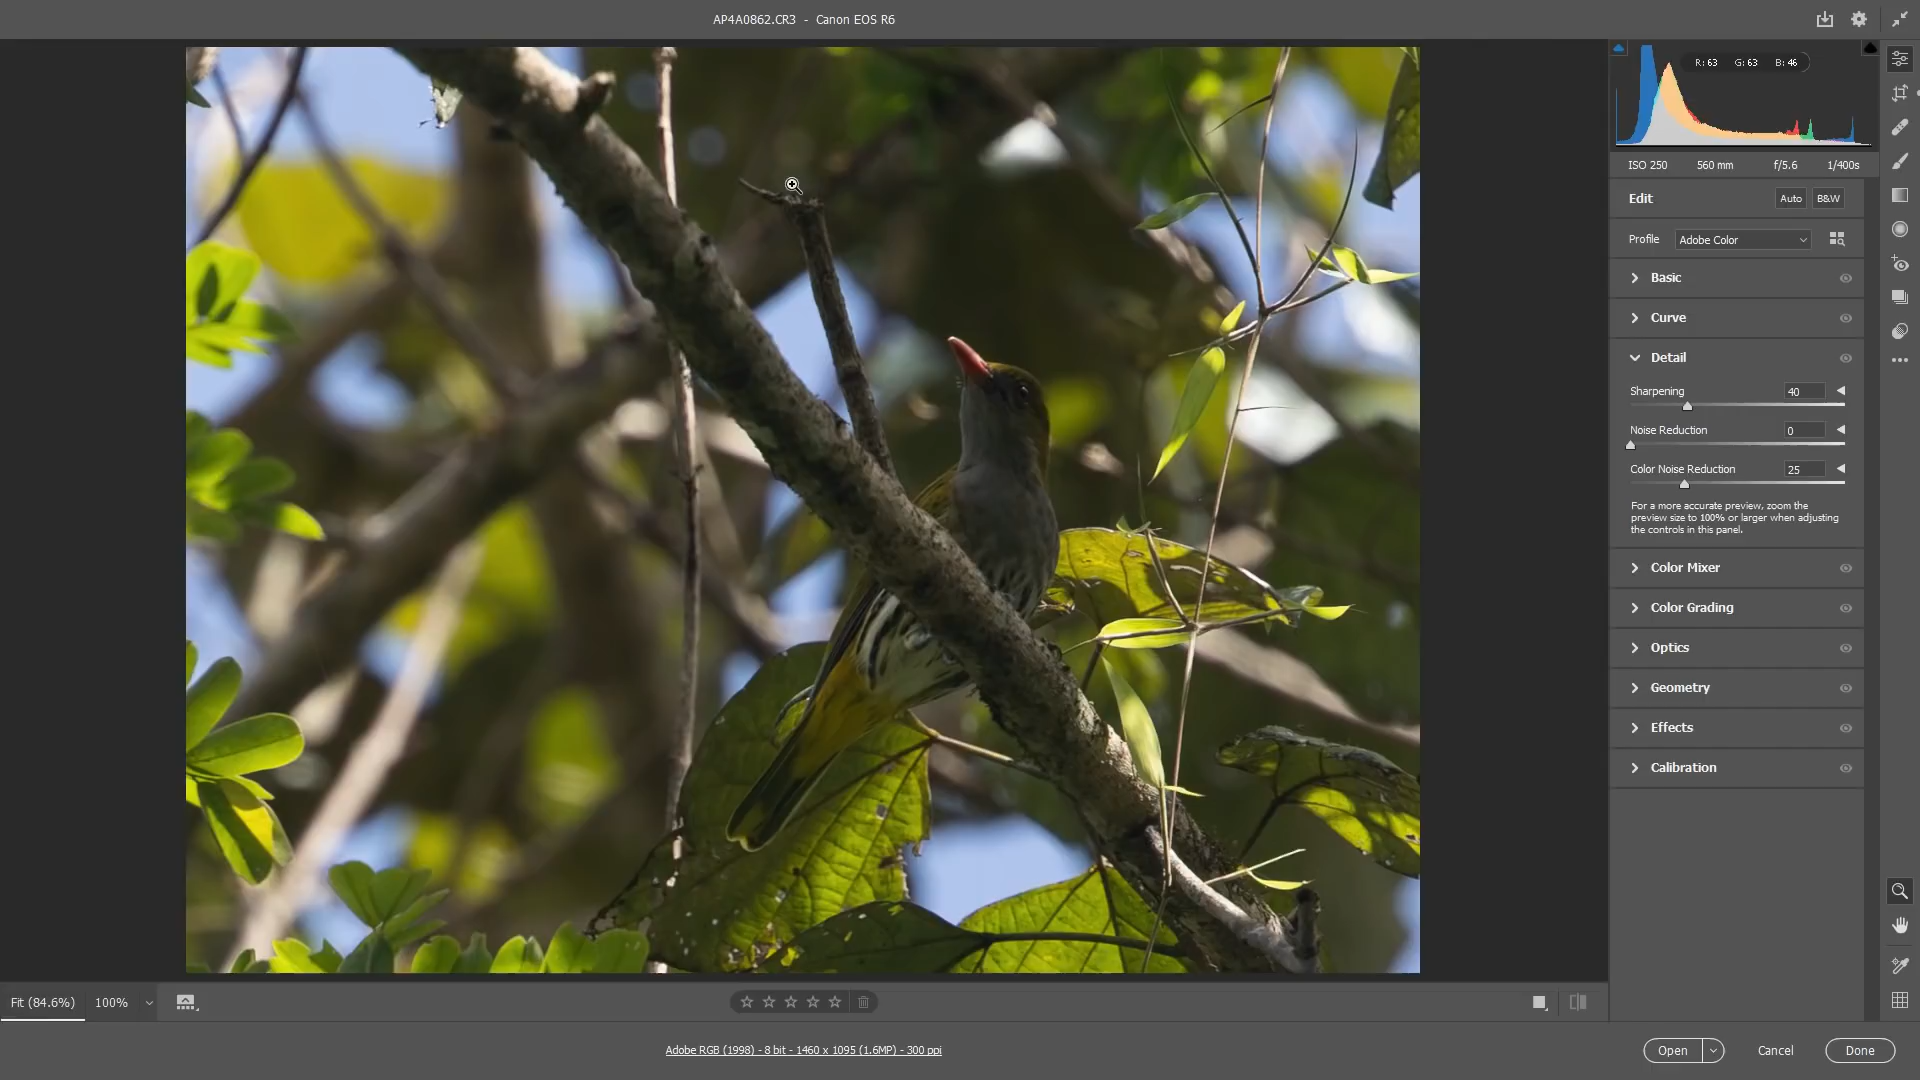 AP4A0862.CR3 - Canon EOS R6
R: 63 G: 63 B: 46
ISO 250 560 mm f/5.6 1/400s
Edit Auto B&W
Profile Adobe Color
Basic
Curve
Detail
Sharpening 40
Noise Reduction 0
Color Noise Reduction 25
For a more accurate preview, zoom the
preview size to 100% or larger when adjusting
the controls in this panel.
Color Mixer
Color Grading
Optics
Geometry
Effects
Calibration
Fit (84.6%) 100%
Adobe RGB (1998) - 8 bit - 1460 x 1095 (1.6MP) - 300 ppi
Open Cancel Done